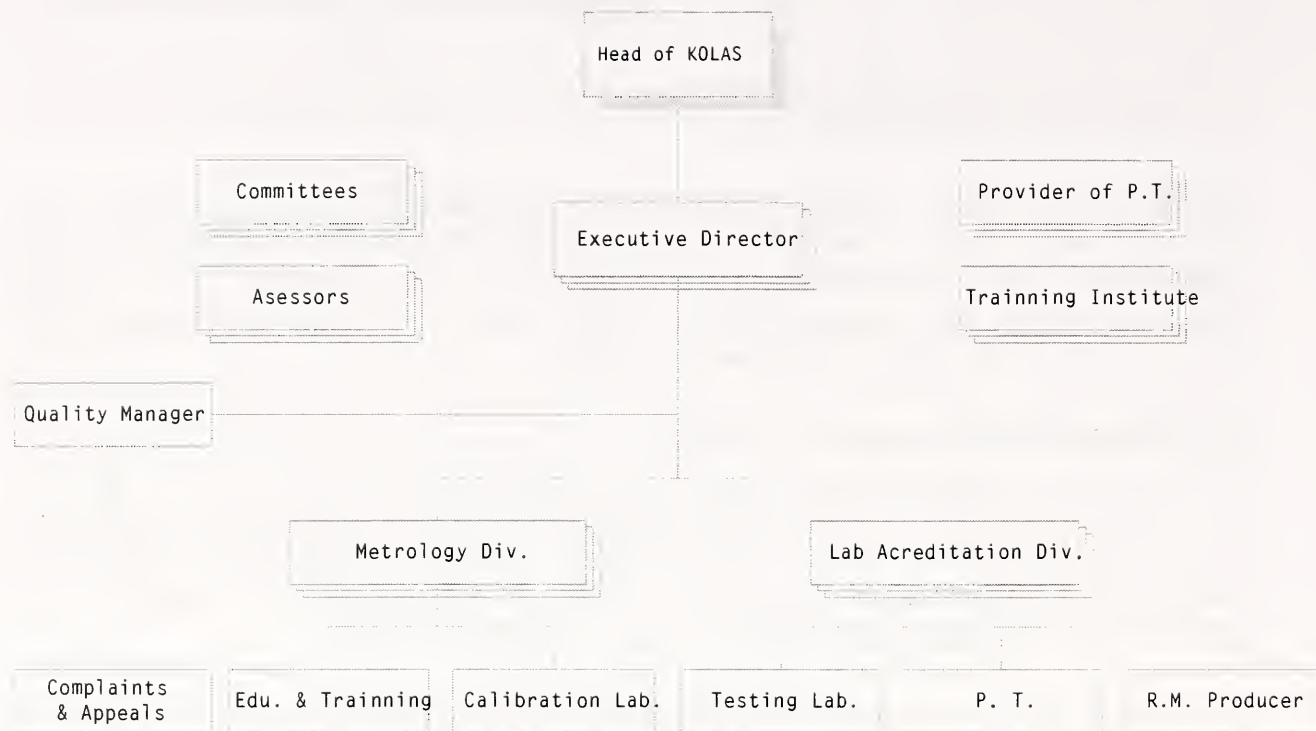 Head of KOLAS
Committees
Provider of P.T.
Executive Director
Asessors
Trainning Institute
Quality Manager
Metrology Div.
Lab Acreditation Div.
Complaints
& Appeals
Edu. & Trainning
Calibration Lab.
Testing Lab.
P. T.
R.M. Producer